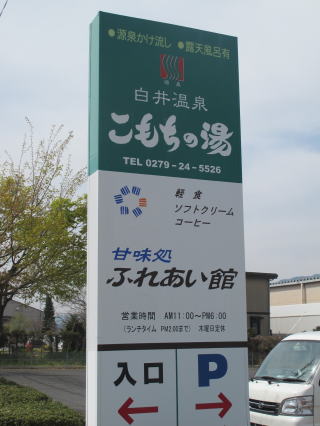 ●源泉かけ流し ●露天風呂有
白井温泉
こもちの湯
TEL 0279-24-5526
軽食
ソフトクリーム
コーヒー
甘味処
ふれあい館
営業時間 AM11:00〜PM6:00
(ランチタイム PM2:00まで) 木曜日定休
入口 P
← →